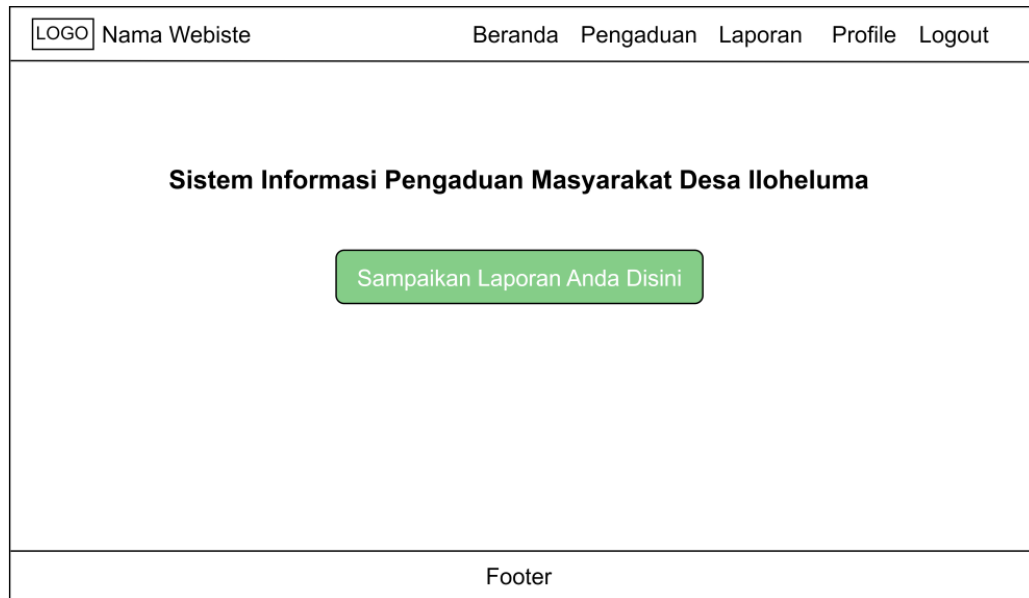 LOGO Nama Webiste Beranda Pengaduan Laporan Profile Logout
Sistem Informasi Pengaduan Masyarakat Desa Iloheluma
Sampaikan Laporan Anda Disini
Footer